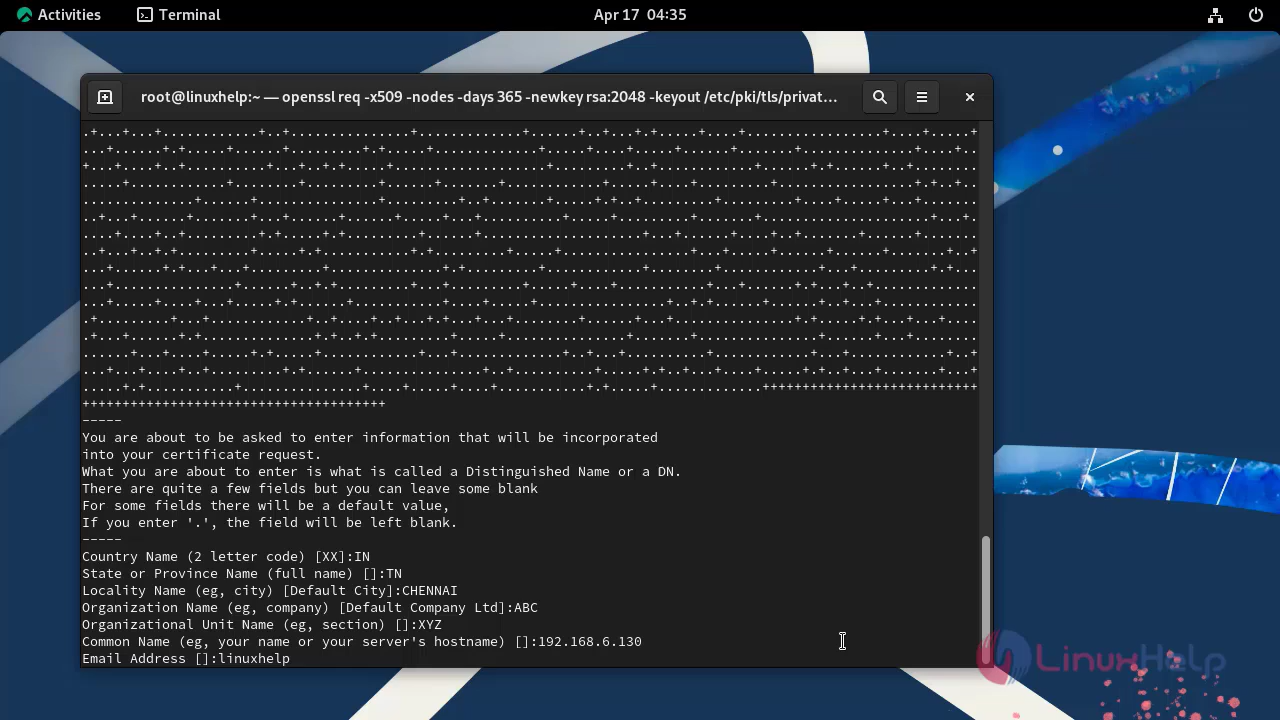 Activities
Terminal
Apr 17 04:35
root@linuxhelp:~ — openssl req -x509 -nodes -days 365 -newkey rsa:2048 -keyout /etc/pki/tls/privat…
-----
You are about to be asked to enter information that will be incorporated
into your certificate request.
What you are about to enter is what is called a Distinguished Name or a DN.
There are quite a few fields but you can leave some blank
For some fields there will be a default value,
If you enter '.', the field will be left blank.
-----
Country Name (2 letter code) [XX]:IN
State or Province Name (full name) []:TN
Locality Name (eg, city) [Default City]:CHENNAI
Organization Name (eg, company) [Default Company Ltd]:ABC
Organizational Unit Name (eg, section) []:XYZ
Common Name (eg, your name or your server's hostname) []:192.168.6.130
Email Address []:linuxhelp
LinuxHelp